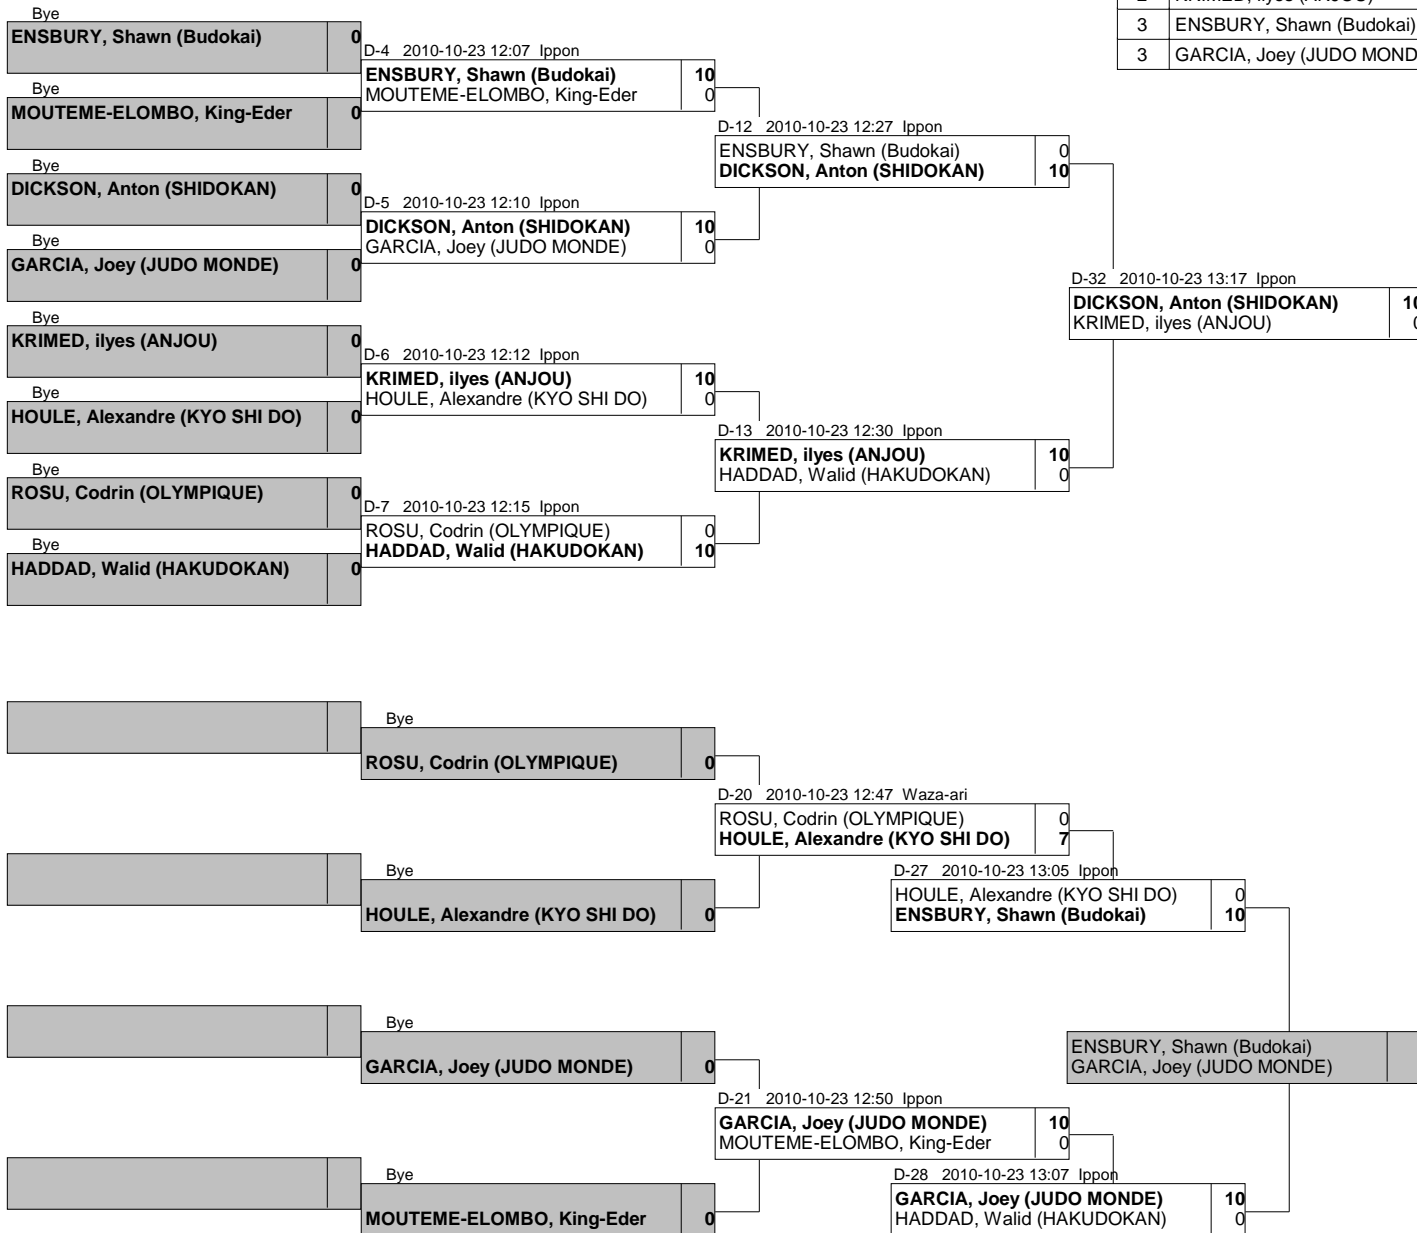 2 KRIMED, ilyes (ANJOU)
3 ENSBURY, Shawn (Budokai)
3 GARCIA, Joey (JUDO MOND
Bye
ENSBURY, Shawn (Budokai) 0
Bye
MOUTEME-ELOMBO, King-Eder 0
Bye
DICKSON, Anton (SHIDOKAN) 0
Bye
GARCIA, Joey (JUDO MONDE) 0
Bye
KRIMED, ilyes (ANJOU) 0
Bye
HOULE, Alexandre (KYO SHI DO) 0
Bye
ROSU, Codrin (OLYMPIQUE) 0
Bye
HADDAD, Walid (HAKUDOKAN) 0
D-4 2010-10-23 12:07 Ippon
ENSBURY, Shawn (Budokai) 10
MOUTEME-ELOMBO, King-Eder 0
D-5 2010-10-23 12:10 Ippon
DICKSON, Anton (SHIDOKAN) 10
GARCIA, Joey (JUDO MONDE) 0
D-6 2010-10-23 12:12 Ippon
KRIMED, ilyes (ANJOU) 10
HOULE, Alexandre (KYO SHI DO) 0
D-7 2010-10-23 12:15 Ippon
ROSU, Codrin (OLYMPIQUE) 0
HADDAD, Walid (HAKUDOKAN) 10
D-12 2010-10-23 12:27 Ippon
ENSBURY, Shawn (Budokai) 0
DICKSON, Anton (SHIDOKAN) 10
D-13 2010-10-23 12:30 Ippon
KRIMED, ilyes (ANJOU) 10
HADDAD, Walid (HAKUDOKAN) 0
D-32 2010-10-23 13:17 Ippon
DICKSON, Anton (SHIDOKAN) 10
KRIMED, ilyes (ANJOU) 0
Bye
ROSU, Codrin (OLYMPIQUE) 0
Bye
HOULE, Alexandre (KYO SHI DO) 0
Bye
GARCIA, Joey (JUDO MONDE) 0
Bye
MOUTEME-ELOMBO, King-Eder 0
D-20 2010-10-23 12:47 Waza-ari
ROSU, Codrin (OLYMPIQUE) 0
HOULE, Alexandre (KYO SHI DO) 7
D-27 2010-10-23 13:05 Ippon
HOULE, Alexandre (KYO SHI DO) 0
ENSBURY, Shawn (Budokai) 10
D-21 2010-10-23 12:50 Ippon
GARCIA, Joey (JUDO MONDE) 10
MOUTEME-ELOMBO, King-Eder 0
D-28 2010-10-23 13:07 Ippon
GARCIA, Joey (JUDO MONDE) 10
HADDAD, Walid (HAKUDOKAN) 0
ENSBURY, Shawn (Budokai)
GARCIA, Joey (JUDO MONDE)